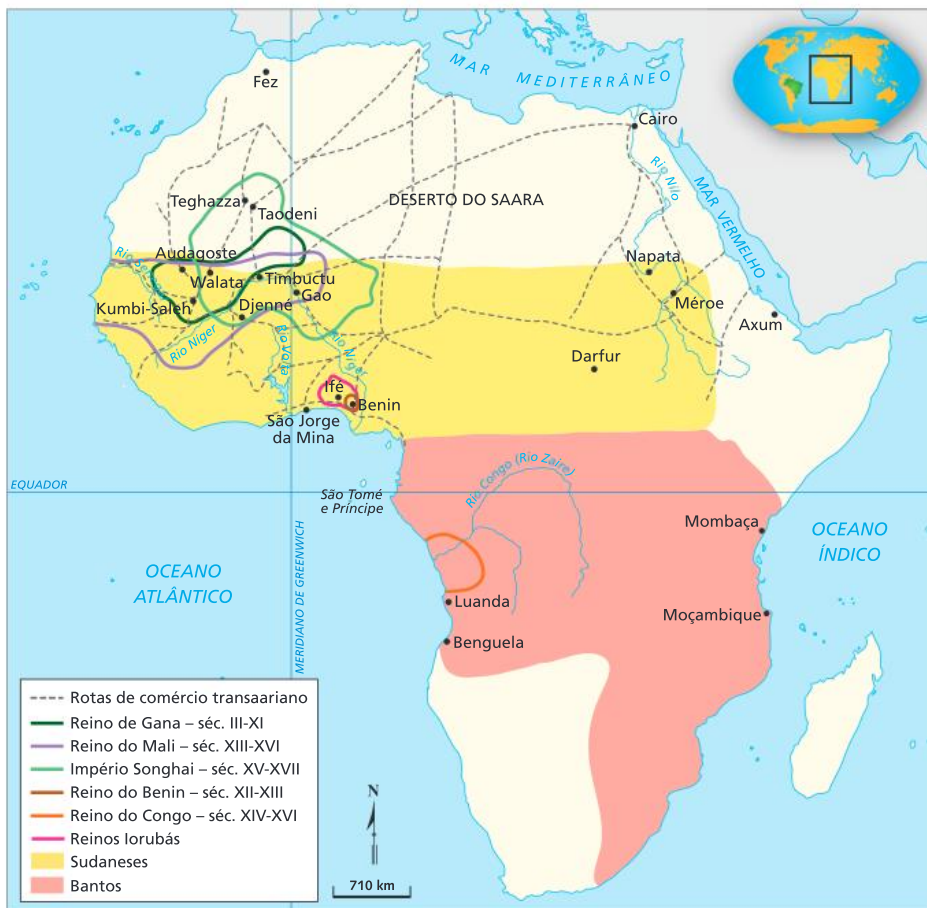 MAR MEDITERRÂNEO
Fez
Cairo
Rio Nilo
MAR VERMELHO
Teghazza
Taodeni
DESERTO DO SAARA
Audagoste
Rio Senegal
Walata
Timbuctu
Napata
Kumbi-Saleh
Djenné
Gao
Méroe
Axum
Rio Níger
Rio Volta
Rio Níger
Darfur
Ifé
Benin
São Jorge
da Mina
EQUADOR
São Tomé
e Príncipe
Rio Congo (Rio Zaire)
Mombaça
OCEANO
ÍNDICO
MERIDIANO DE GREENWICH
OCEANO
ATLÂNTICO
Luanda
Moçambique
Benguela
Rotas de comércio transaariano
Reino de Gana – séc. III-XI
Reino do Mali – séc. XIII-XVI
Império Songhai – séc. XV-XVII
Reino do Benin – séc. XII-XIII
Reino do Congo – séc. XIV-XVI
Reinos Iorubás
Sudaneses
Bantos
N
710 km